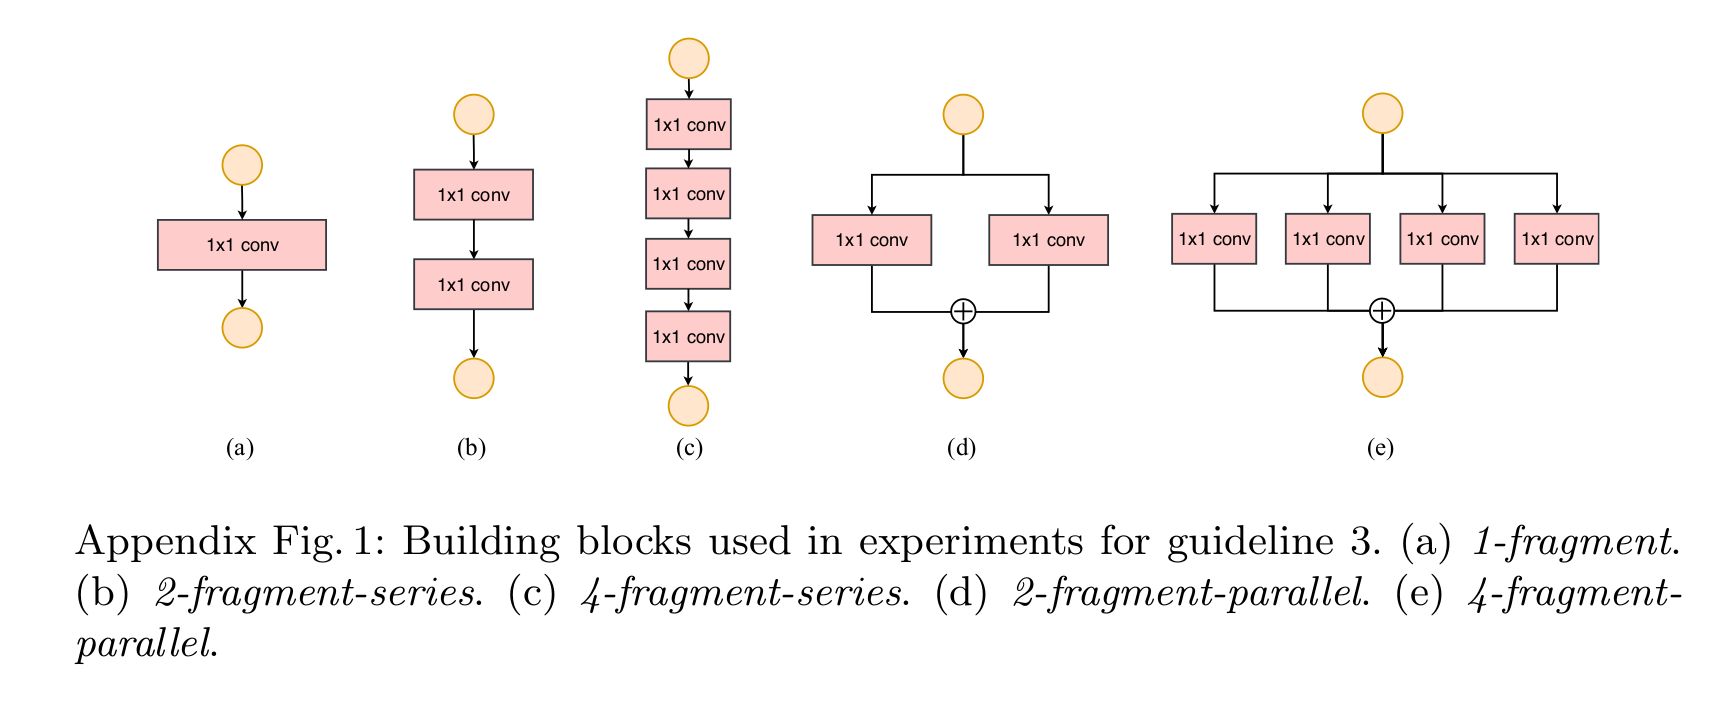 1x1 conv
1x1 conv
1x1 conv
1x1 conv
1x1 conv
1x1 conv
1x1 conv
1x1 conv 1x1 conv
1x1 conv 1x1 conv 1x1 conv 1x1 conv
(a) (b) (c) (d) (e)
Appendix Fig. 1: Building blocks used in experiments for guideline 3. (a) 1-fragment.
(b) 2-fragment-series. (c) 4-fragment-series. (d) 2-fragment-parallel. (e) 4-fragment-
parallel.